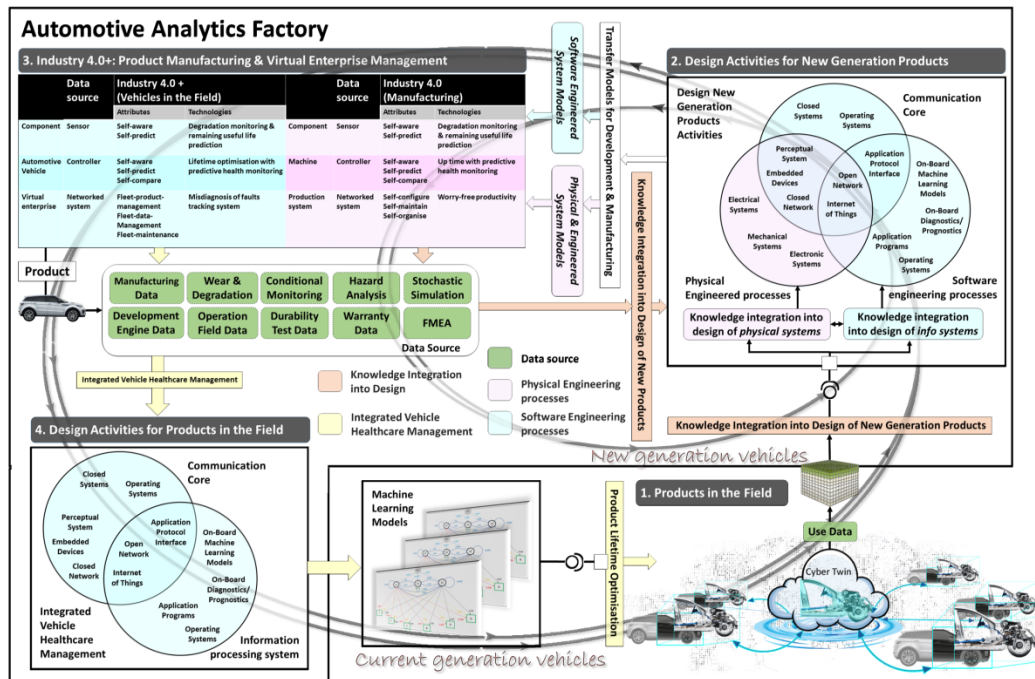 Automotive Analytics Factory
3. Industry 4.0+: Product Manufacturing & Virtual Enterprise Management
Data
source
Industry 4.0 +
(Vehicles in the Field)
Data
source
Industry 4.0
(Manufacturing)
Attributes
Technologies
Attributes
Technologies
Component
Sensor
Self-aware
Self-predict
Degradation monitoring &
remaining useful life
prediction
Component
Sensor
Self-aware
Self-predict
Degradation monitoring &
remaining useful life
prediction
Automotive
Vehicle
Controller
Self-aware
Self-predict
Self-compare
Lifetime optimisation with
predictive health monitoring
Machine
Controller
Self-aware
Self-predict
Self-compare
Up time with predictive
health monitoring
Virtual
enterprise
Networked system
Fleet-product-
management
Fleet-data-
Management
Fleet-maintenance
Misdiagnosis of faults
tracking system
Production system
Networked system
Self-configure
Self-maintain
Self-organise
Worry-free productivity
Software Engineered
System Models
Physical & Engineered
System Models
Transfer Models for Development & Manufacturing
Knowledge Integration into Design of New Products
2. Design Activities for New Generation Products
Design New
Generation
Products
Activities
Communication
Core
Closed
Systems
Operating
Systems
Perceptual
System
Embedded
Devices
Closed
Network
Open
Network
Internet of
Things
Application
Protocol
Interface
On-Board
Machine
Learning
Models
On-Board
Diagnostics/
Prognostics
Electrical
Systems
Mechanical
Systems
Electronic
Systems
Application
Programs
Operating
Systems
Physical
Engineered processes
Software
engineering processes
Knowledge integration
into design of physical systems
Knowledge integration
into design of info systems
Product
Manufacturing
Data
Wear &
Degradation
Conditional
Monitoring
Hazard
Analysis
Stochastic
Simulation
Development
Engine Data
Operation
Field Data
Durability
Test Data
Warranty
Data
FMEA
Data Source
Integrated Vehicle Healthcare Management
Data source
Knowledge Integration
into Design
Physical Engineering
processes
Integrated Vehicle
Healthcare Management
Software Engineering
processes
Knowledge Integration into Design of New Generation Products
New generation vehicles
4. Design Activities for Products in the Field
Communication
Core
Closed
Systems
Operating
Systems
Perceptual
System
Embedded
Devices
Closed
Network
Open
Network
Internet
of Things
Application
Protocol
Interface
On-Board
Machine
Learning
Models
On-Board
Diagnostics/
Prognostics
Application
Programs
Operating
Systems
Integrated
Vehicle
Healthcare
Management
Information
processing system
Machine
Learning Models
Product Lifetime Optimisation
1. Products in the Field
Use Data
Cyber Twin
Current generation vehicles